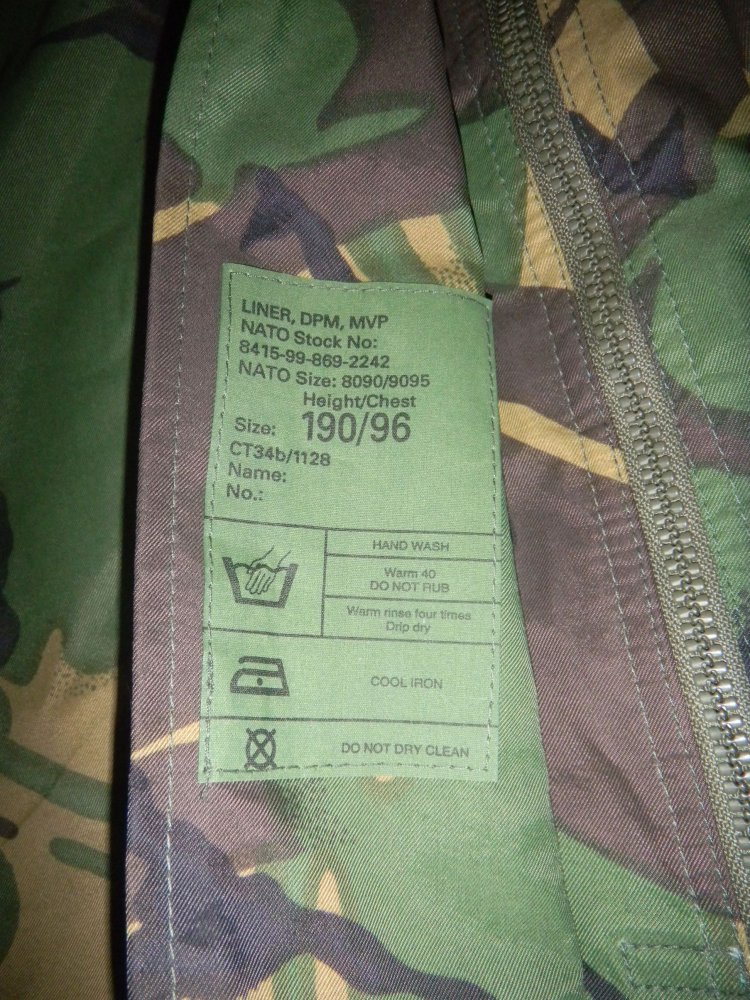 LINER, DPM, MVP
NATO Stock No:
8415-99-869-2242
NATO Size: 8090/9095
Height/Chest
Size: 190/96
CT34b/1128
Name:
No.:
HAND WASH
Warm 40
DO NOT RUB
Warm rinse four times
Drip dry
COOL IRON
DO NOT DRY CLEAN